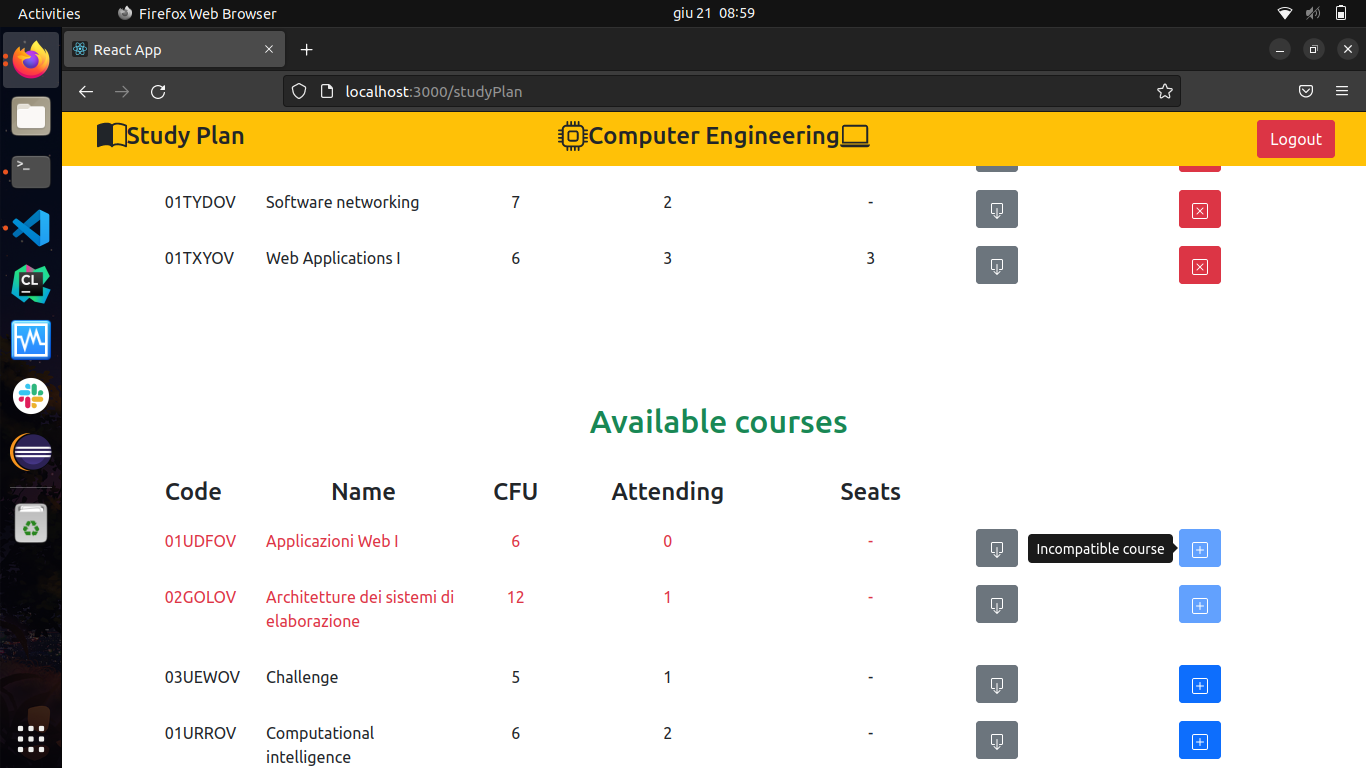 Activities Firefox Web Browser giu 21 08:59
React App
localhost:3000/studyPlan
Study Plan Computer Engineering Logout
01TYDOV Software networking 7 2 -
01TXYOV Web Applications I 6 3 3
Available courses
Code Name CFU Attending Seats
01UDFOV Applicazioni Web I 6 0 - Incompatible course
02GOLOV Architetture dei sistemi di 12 1 -
elaborazione
03UEWOV Challenge 5 1 -
01URROV Computational 6 2 -
intelligence
CL
>_